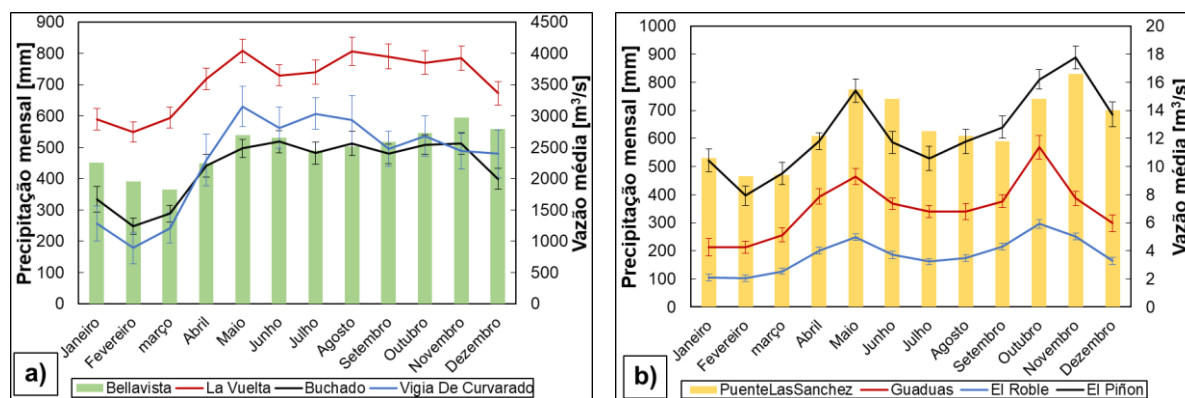 900
800
700
600
500
400
300
200
100
0
Precipitação mensal [mm]
4500
4000
3500
3000
2500
2000
1500
1000
500
0
Vazão média [m³/s]
Janeiro
Fevereiro
março
Abril
Maio
Junho
Julho
Agosto
Setembro
Outubro
Novembro
Dezembro
a)
Bellavista La Vuelta Buchado Vigia De Curvarado
1000
900
800
700
600
500
400
300
200
100
0
Precipitação mensal [mm]
20
18
16
14
12
10
8
6
4
2
0
Vazão média [m³/s]
Janeiro
Fevereiro
março
Abril
Maio
Junho
Julho
Agosto
Setembro
Outubro
Novembro
Dezembro
b)
PuenteLasSanchez Guaduas El Roble El Piñon